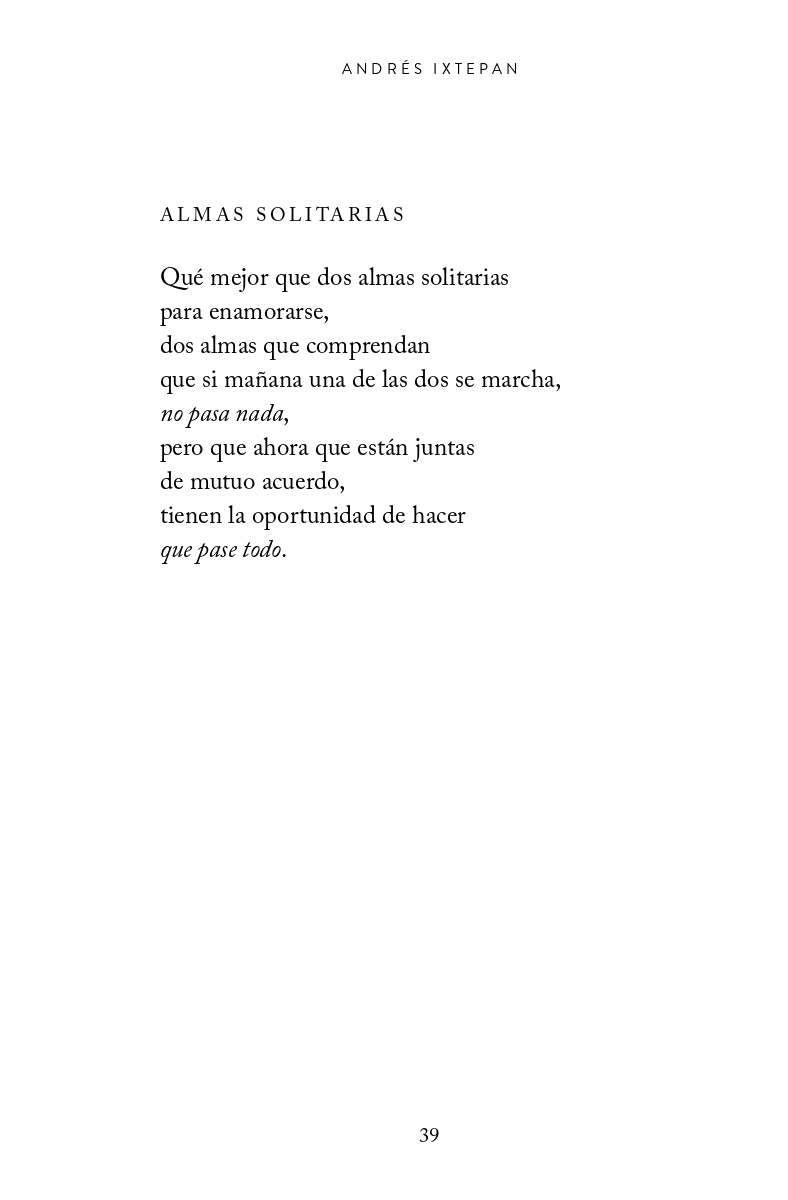 ANDRÉS IXTEPAN
ALMAS SOLITARIAS
Qué mejor que dos almas solitarias
para enamorarse,
dos almas que comprendan
que si mañana una de las dos se marcha,
no pasa nada,
pero que ahora que están juntas
de mutuo acuerdo,
tienen la oportunidad de hacer
que pase todo.
39